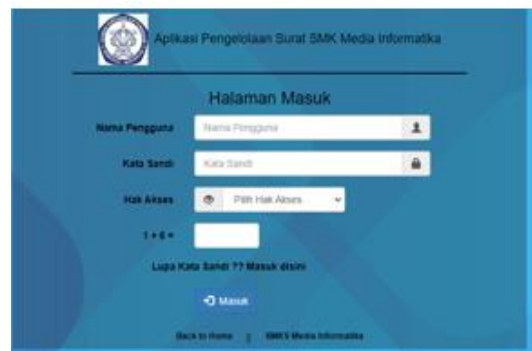 Aplikasi Pengelolaan Surat SMK Media Informatika
Halaman Masuk
Nama Pengguna Nama Pengguna
Kata Sandi Kata Sandi
Hak Akses Pilih Hak Akses
1 + 6 =
Lupa Kata Sandi ?? Masuk disini
Masuk
Back to Home | SMKS Media Informatika